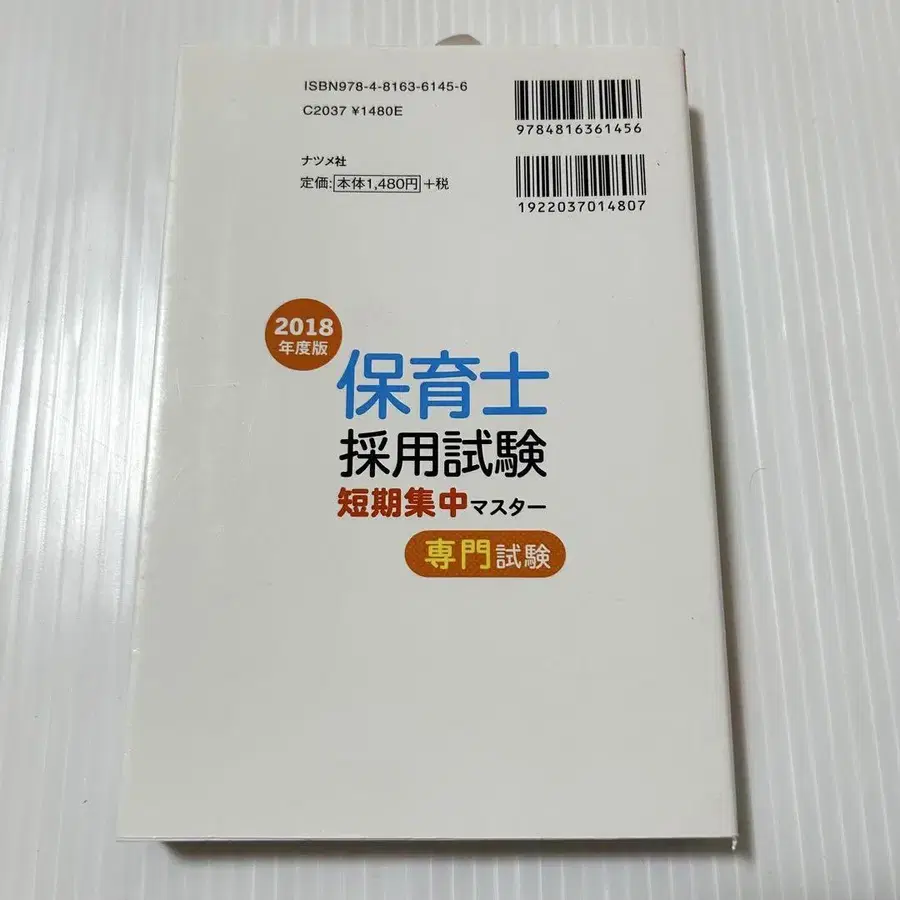 ISBN978-4-8163-6145-6
C2037 ¥1480E
9784816361456
ナツメ社
定価:本体1,480円+税
1922037014807
2018
年度版
保育士
採用試験
短期集中マスター
専門試験